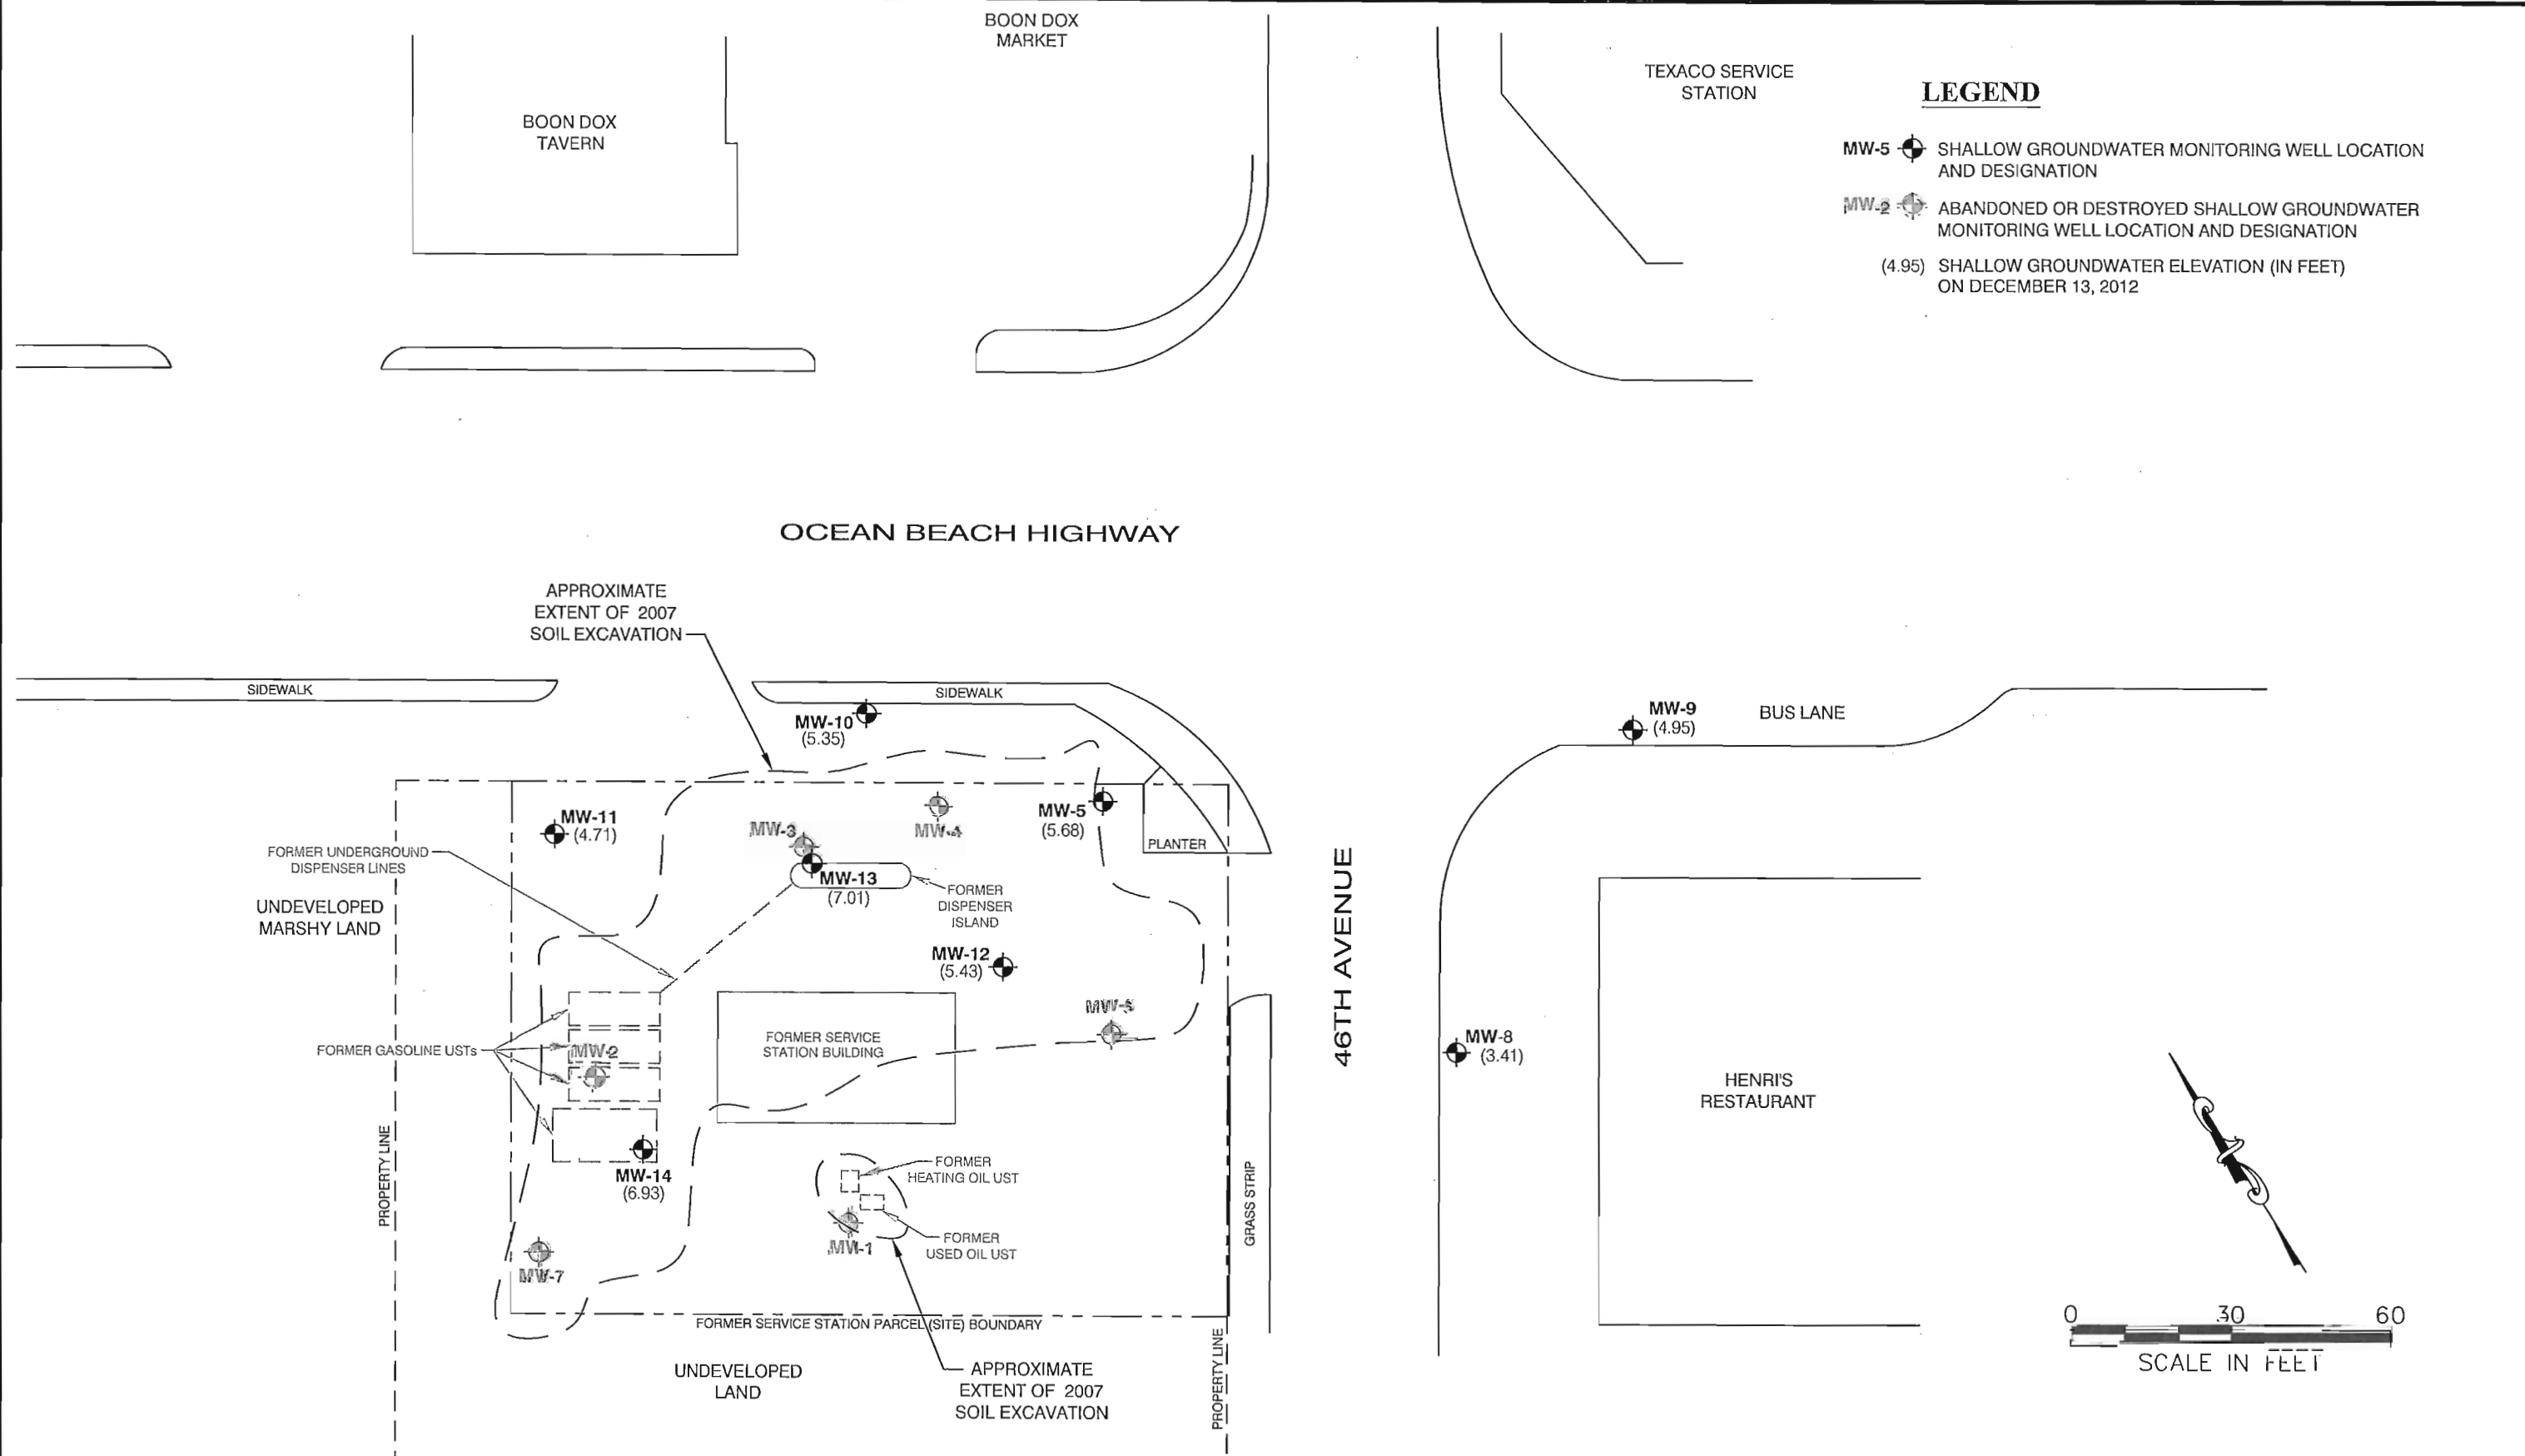 BOON DOX
MARKET
BOON DOX
TAVERN
TEXACO SERVICE
STATION
LEGEND
MW-5 SHALLOW GROUNDWATER MONITORING WELL LOCATION
AND DESIGNATION
MW-2 ABANDONED OR DESTROYED SHALLOW GROUNDWATER
MONITORING WELL LOCATION AND DESIGNATION
(4.95) SHALLOW GROUNDWATER ELEVATION (IN FEET)
ON DECEMBER 13, 2012
OCEAN BEACH HIGHWAY
APPROXIMATE
EXTENT OF 2007
SOIL EXCAVATION
SIDEWALK
SIDEWALK
MW-10
(5.35)
MW-9
(4.95)
BUS LANE
MW-11
(4.71)
MW-3
MW-4
MW-5
(5.68)
PLANTER
FORMER UNDERGROUND
DISPENSER LINES
MW-13
(7.01)
FORMER
DISPENSER
ISLAND
UNDEVELOPED
MARSHY LAND
MW-12
(5.43)
46TH AVENUE
FORMER SERVICE
STATION BUILDING
MW-8
(3.41)
FORMER GASOLINE USTs
MW-2
HENRI'S
RESTAURANT
PROPERTY LINE
MW-14
(6.93)
FORMER
HEATING OIL UST
GRASS STRIP
MW-1
FORMER
USED OIL UST
MW-7
FORMER SERVICE STATION PARCEL (SITE) BOUNDARY
UNDEVELOPED
LAND
APPROXIMATE
EXTENT OF 2007
SOIL EXCAVATION
PROPERTY LINE
0 30 60
SCALE IN FEET